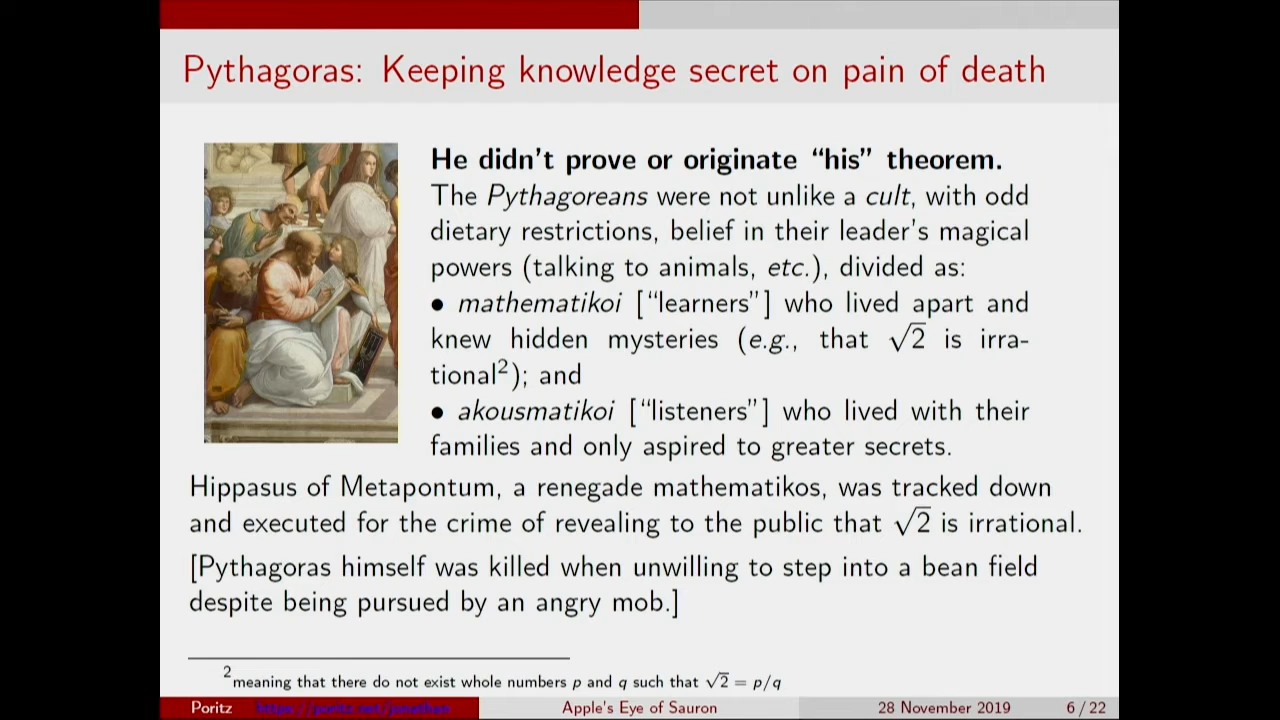 Pythagoras: Keeping knowledge secret on pain of death
He didn't prove or originate “his” theorem.
The Pythagoreans were not unlike a cult, with odd
dietary restrictions, belief in their leader's magical
powers (talking to animals, etc.), divided as:
• mathematikoi [“learners”] who lived apart and
knew hidden mysteries (e.g., that √2 is irra-
tional²); and
• akousmatikoi [“listeners”] who lived with their
families and only aspired to greater secrets.
Hippasus of Metapontum, a renegade mathematikos, was tracked down
and executed for the crime of revealing to the public that √2 is irrational.
[Pythagoras himself was killed when unwilling to step into a bean field
despite being pursued by an angry mob.]
²meaning that there do not exist whole numbers p and q such that √2 = p/q
Poritz https://poritz.net/jonathan Apple's Eye of Sauron 28 November 2019 6 / 22